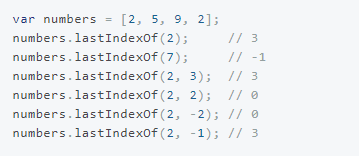 var numbers = [2, 5, 9, 2];
numbers.lastIndexOf(2);     // 3
numbers.lastIndexOf(7);     // -1
numbers.lastIndexOf(2, 3);  // 3
numbers.lastIndexOf(2, 2);  // 0
numbers.lastIndexOf(2, -2); // 0
numbers.lastIndexOf(2, -1); // 3